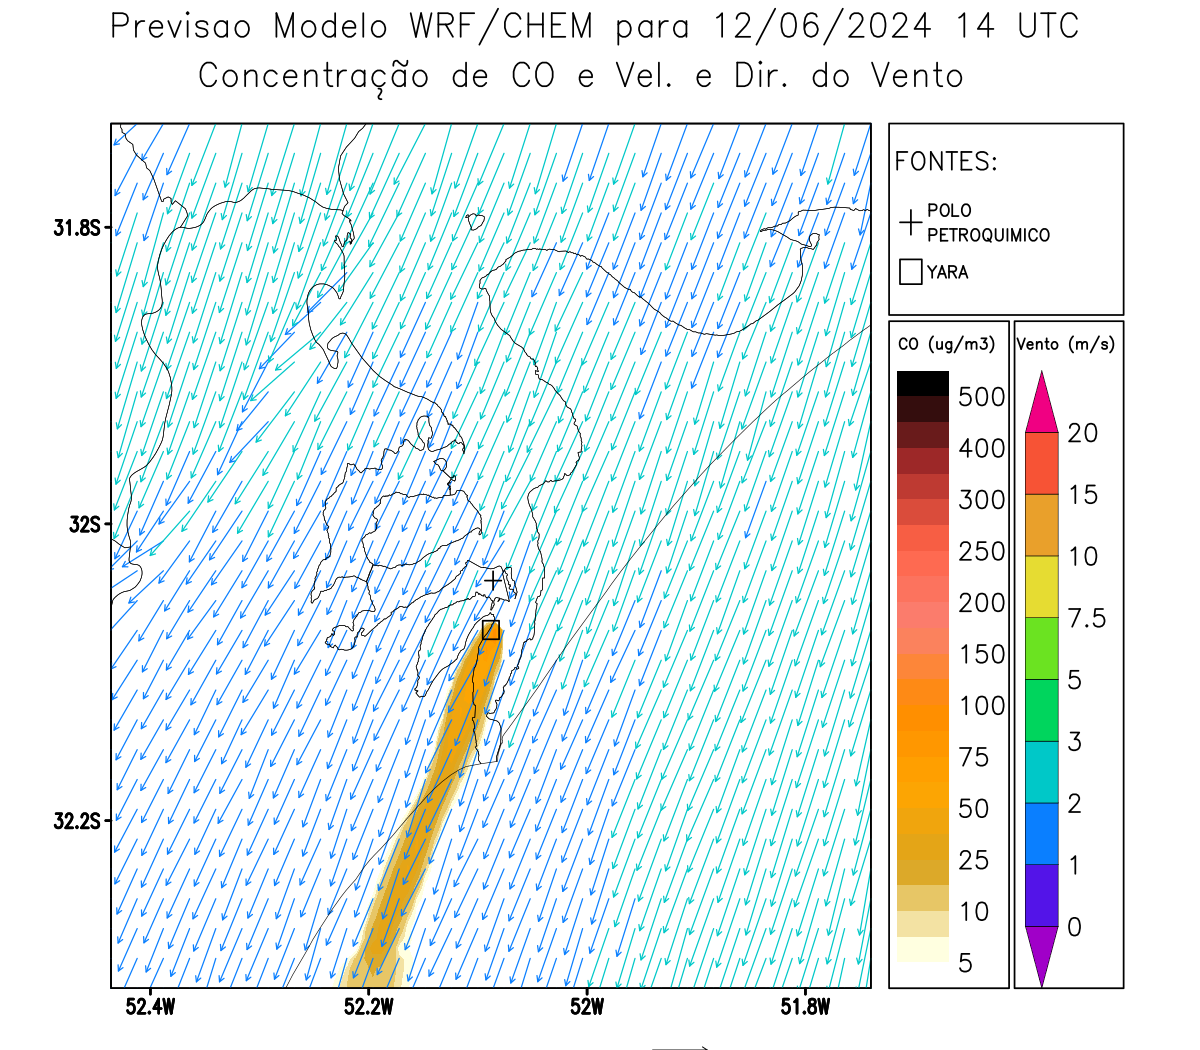 Previsao Modelo WRF/CHEM para 12/06/2024 14 UTC
Concentração de CO e Vel. e Dir. do Vento
FONTES:
POLO
PETROQUIMICO
YARA
CO (ug/m3)
500
400
300
250
200
150
100
75
50
25
10
5
Vento (m/s)
20
15
10
7.5
5
3
2
1
0
31.8S
32S
32.2S
52.4W
52.2W
52W
51.8W